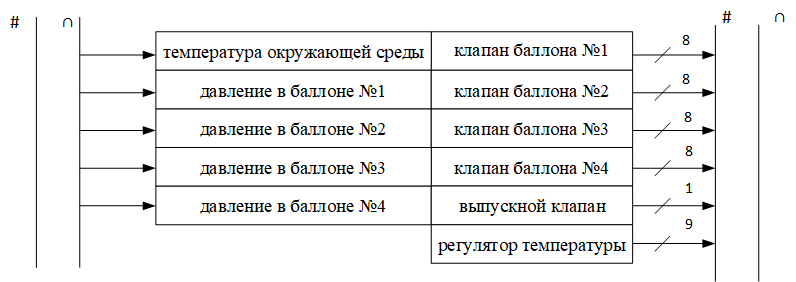 # ∩ # ∩
температура окружающей среды клапан баллона №1 8
давление в баллоне №1 клапан баллона №2 8
давление в баллоне №2 клапан баллона №3 8
давление в баллоне №3 клапан баллона №4 8
давление в баллоне №4 выпускной клапан 1
регулятор температуры 9